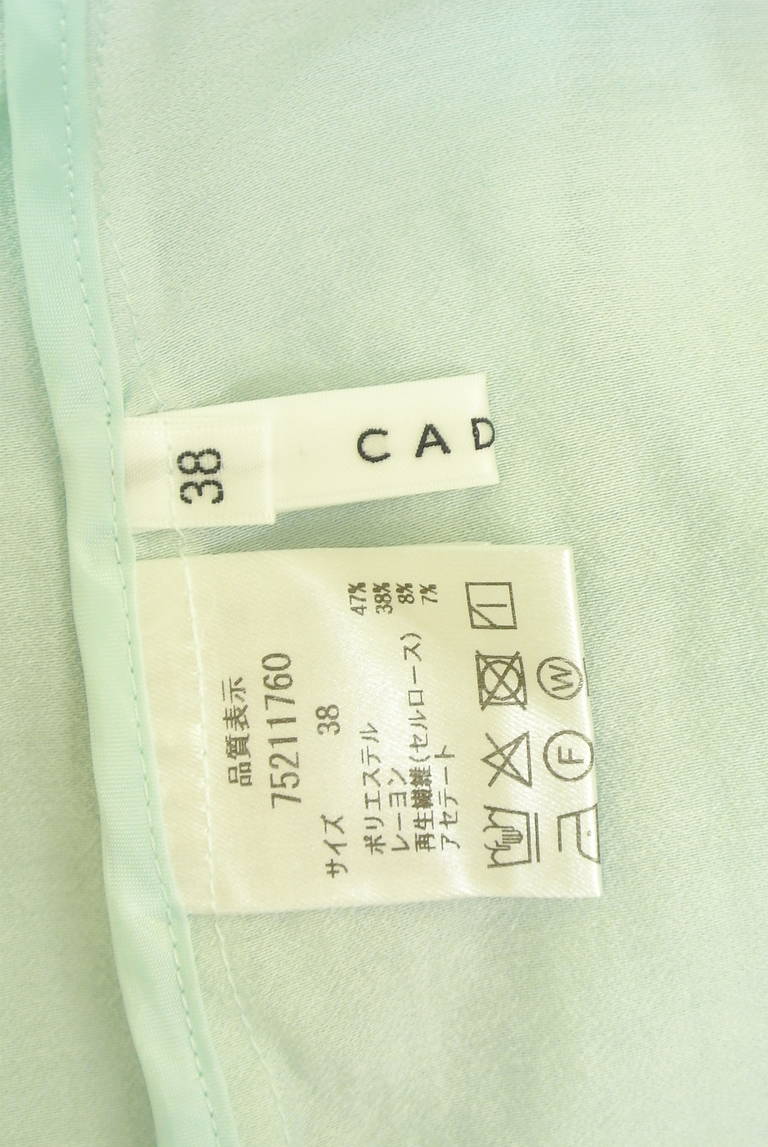 CAD
38
品質表示
75211760
サイズ 38
ポリエステル 47%
レーヨン 38%
再生繊維(セルロース) 8%
アセテート 7%
F W